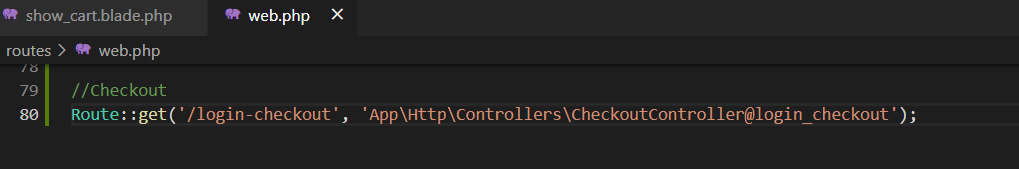 show_cart.blade.php web.php ×
routes > web.php
78
79 //Checkout
80 Route::get('/login-checkout', 'App\Http\Controllers\CheckoutController@login_checkout');